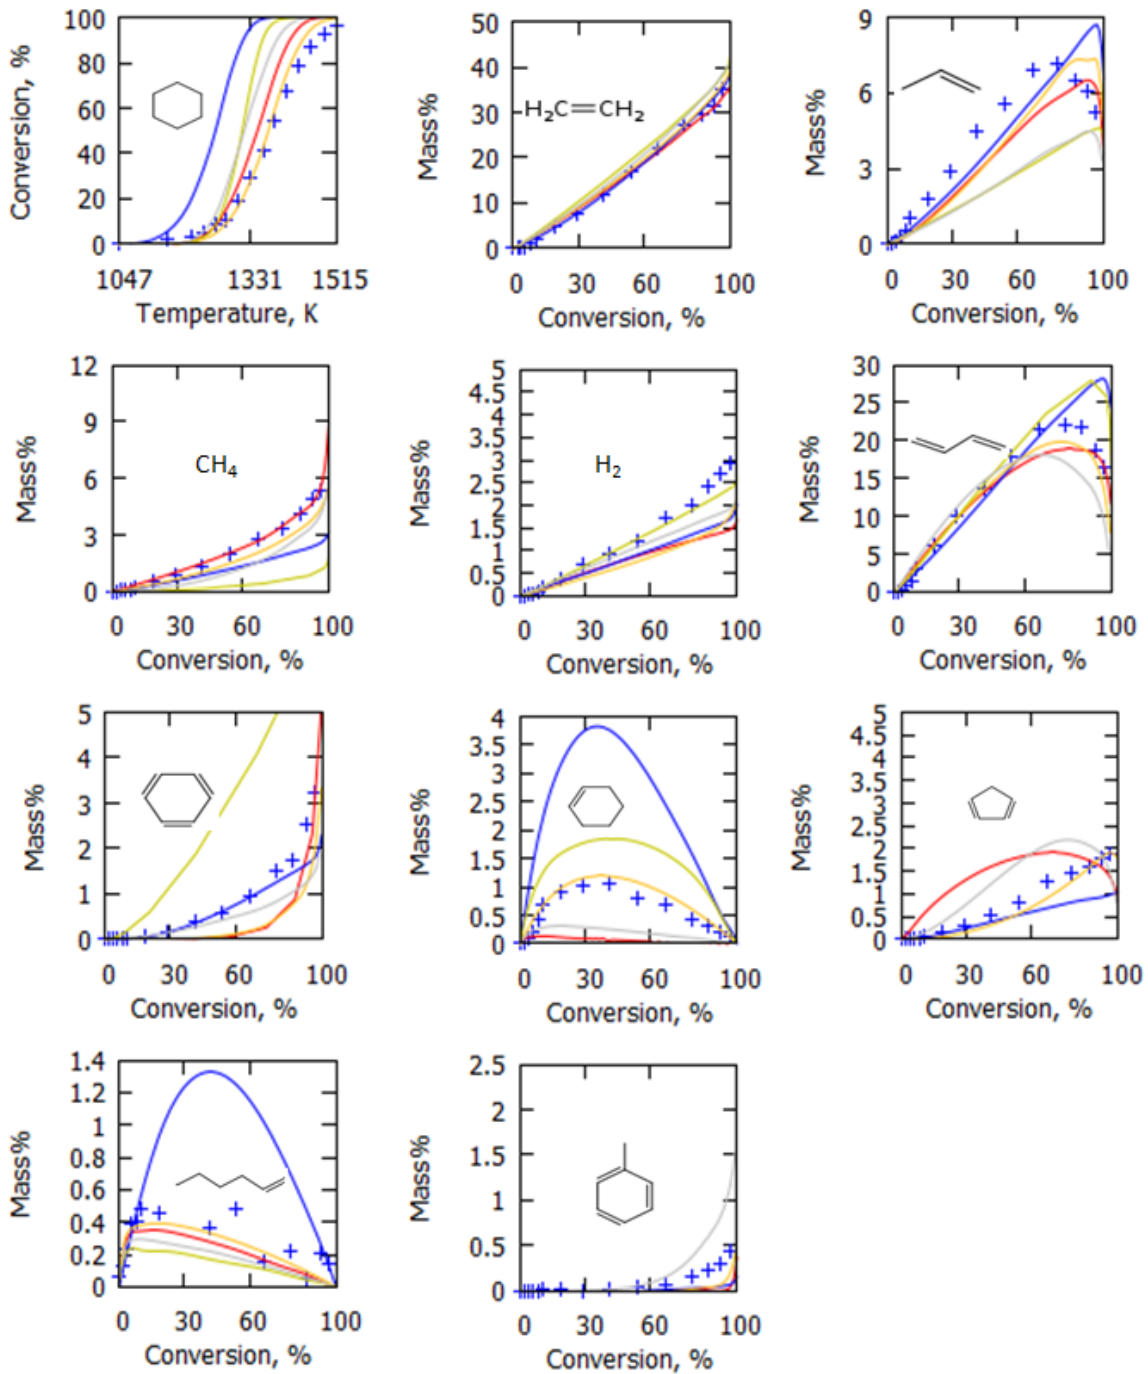 Conversion, %
100
80
60
40
20
0
1047 1331 1515
Temperature, K
Mass%
50
40
30
20
10
0
H2C=CH2
0 30 60 100
Conversion, %
Mass%
9
6
3
0
0 30 60 100
Conversion, %
Mass%
12
9
6
3
0
CH4
0 30 60 100
Conversion, %
Mass%
5
4.5
4
3.5
3
2.5
2
1.5
1
0.5
0
H2
0 30 60 100
Conversion, %
Mass%
30
25
20
15
10
5
0
0 30 60 100
Conversion, %
Mass%
5
4
3
2
1
0
0 30 60 100
Conversion, %
Mass%
4
3.5
3
2.5
2
1.5
1
0.5
0
0 30 60 100
Conversion, %
Mass%
5
4.5
4
3.5
3
2.5
2
1.5
1
0.5
0
0 30 60 100
Conversion, %
Mass%
1.4
1.2
1
0.8
0.6
0.4
0.2
0
0 30 60 100
Conversion, %
Mass%
2.5
2
1.5
1
0.5
0
0 30 60 100
Conversion, %